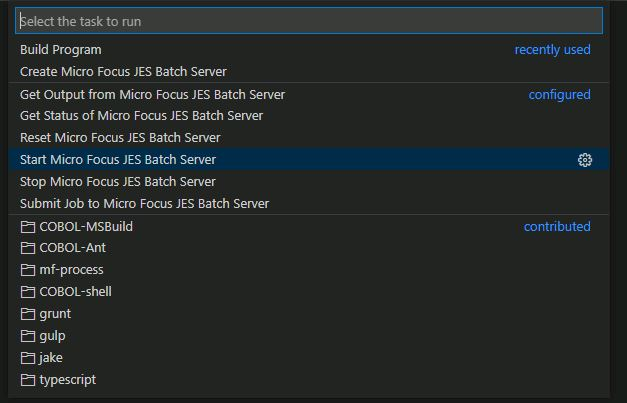 Select the task to run
Build Program recently used
Create Micro Focus JES Batch Server
Get Output from Micro Focus JES Batch Server configured
Get Status of Micro Focus JES Batch Server
Reset Micro Focus JES Batch Server
Start Micro Focus JES Batch Server
Stop Micro Focus JES Batch Server
Submit Job to Micro Focus JES Batch Server
COBOL-MSBuild contributed
COBOL-Ant
mf-process
COBOL-shell
grunt
gulp
jake
typescript